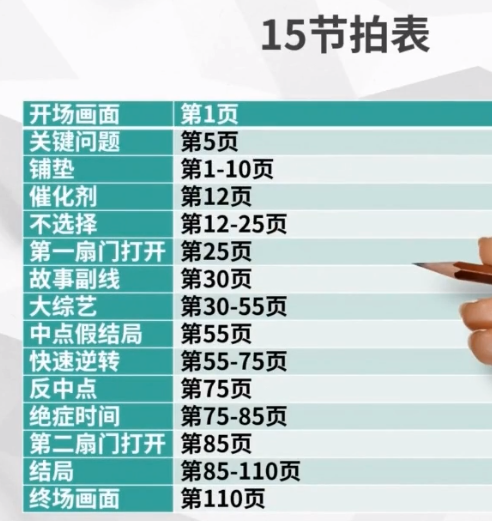 15节拍表
开场画面 第1页
关键问题 第5页
铺垫 第1-10页
催化剂 第12页
不选择 第12-25页
第一扇门打开 第25页
故事副线 第30页
大综艺 第30-55页
中点假结局 第55页
快速逆转 第55-75页
反中点 第75页
绝症时间 第75-85页
第二扇门打开 第85页
结局 第85-110页
终场画面 第110页